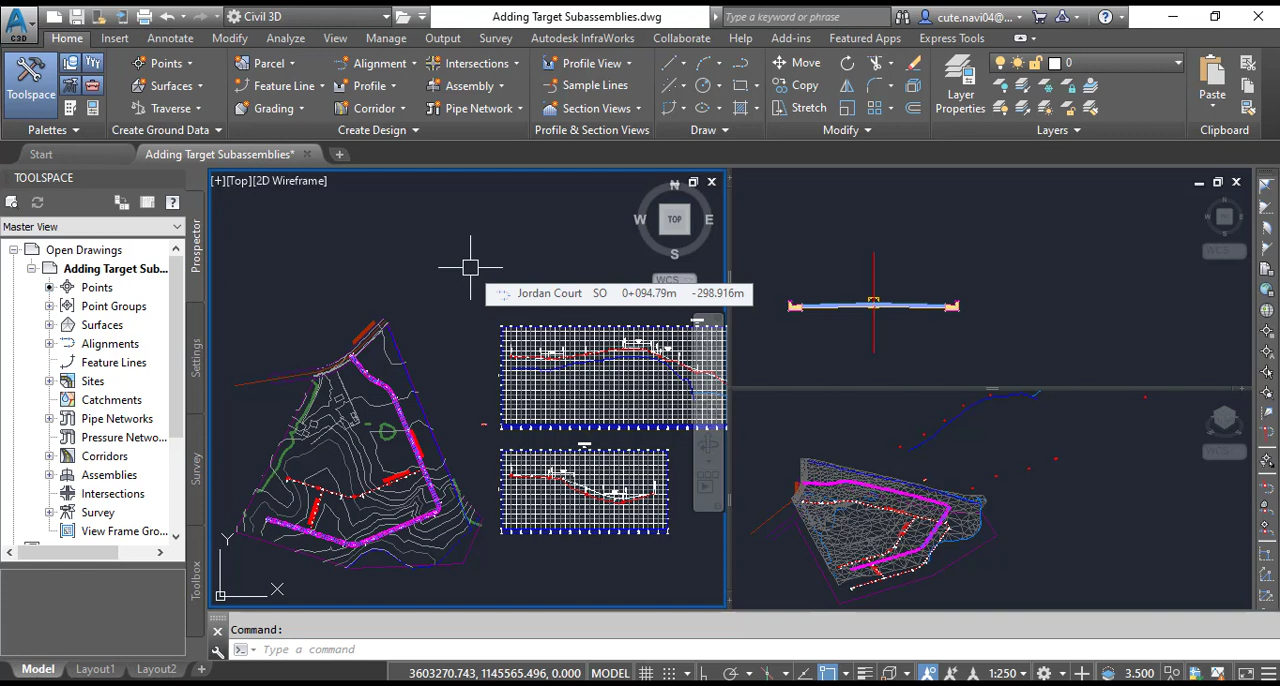 C3D
Civil 3D
Adding Target Subassemblies.dwg
Type a keyword or phrase
cute.navi04@...
Home Insert Annotate Modify Analyze View Manage Output Survey Autodesk InfraWorks Collaborate Help Add-ins Featured Apps Express Tools
Toolspace
Points
Surfaces
Traverse
Parcel
Feature Line
Grading
Alignment
Profile
Corridor
Intersections
Assembly
Pipe Network
Profile View
Sample Lines
Section Views
Move
Copy
Stretch
Layer
Properties
0
Paste
Palettes Create Ground Data Create Design Profile & Section Views Draw Modify Layers Clipboard
Start Adding Target Subassemblies*
TOOLSPACE
Master View
Open Drawings
Adding Target Sub...
Points
Point Groups
Surfaces
Alignments
Feature Lines
Sites
Catchments
Pipe Networks
Pressure Netwo...
Corridors
Assemblies
Intersections
Survey
View Frame Gro...
Prospector
Settings
Survey
Toolbox
[+][Top][2D Wireframe]
N
W TOP E
S
WCS
Jordan Court SO 0+094.79m -298.916m
Y
X
Command:
Type a command
Model Layout1 Layout2
3603270.743, 1145565.496, 0.000 MODEL 1:250 3.500